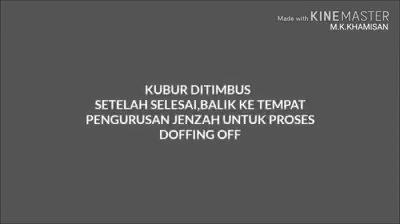 Made with KINEMASTER
M.K.KHAMISAN
KUBUR DITIMBUS
SETELAH SELESAI,BALIK KE TEMPAT
PENGURUSAN JENZAH UNTUK PROSES
DOFFING OFF